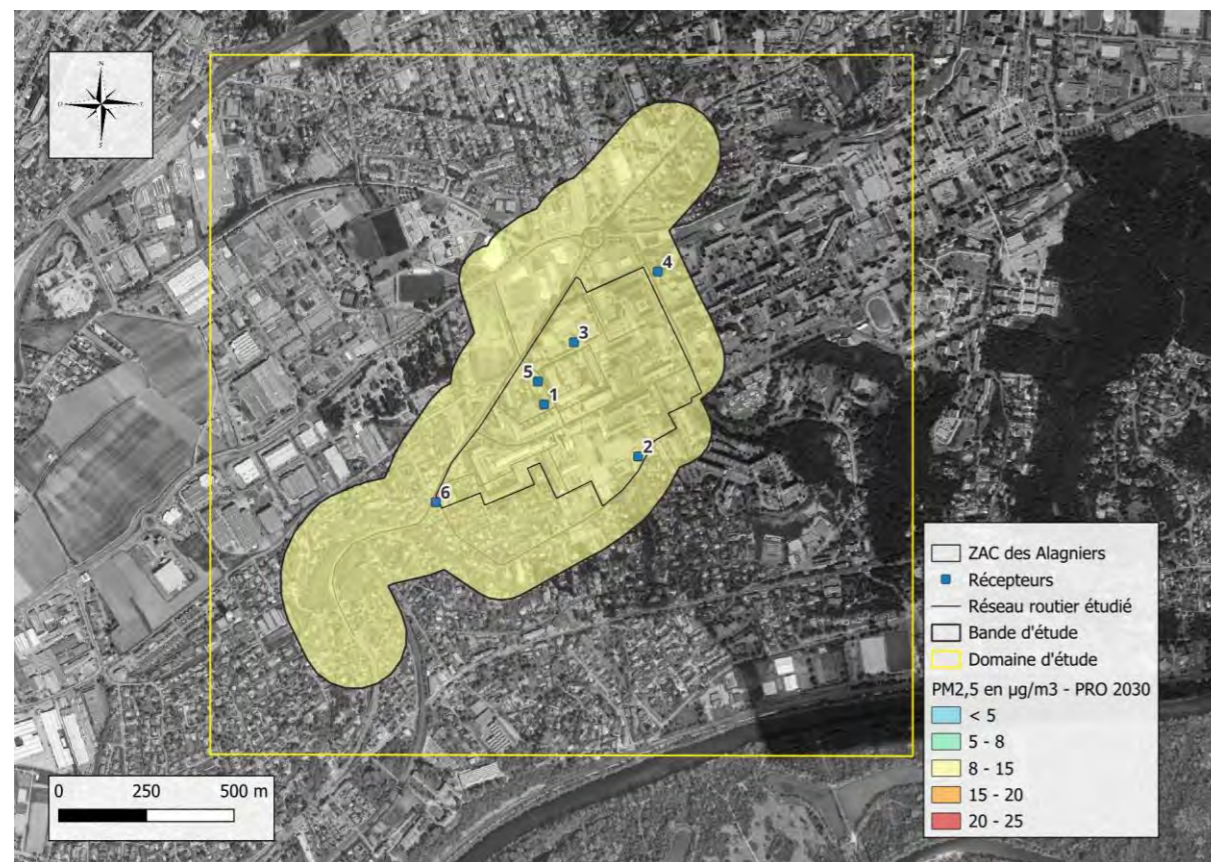 N
O
E
S
4
3
5
1
2
6
ZAC des Alagniers
Récepteurs
Réseau routier étudié
Bande d'étude
Domaine d'étude
PM2,5 en µg/m3 - PRO 2030
< 5
5 - 8
8 - 15
15 - 20
20 - 25
0 250 500 m